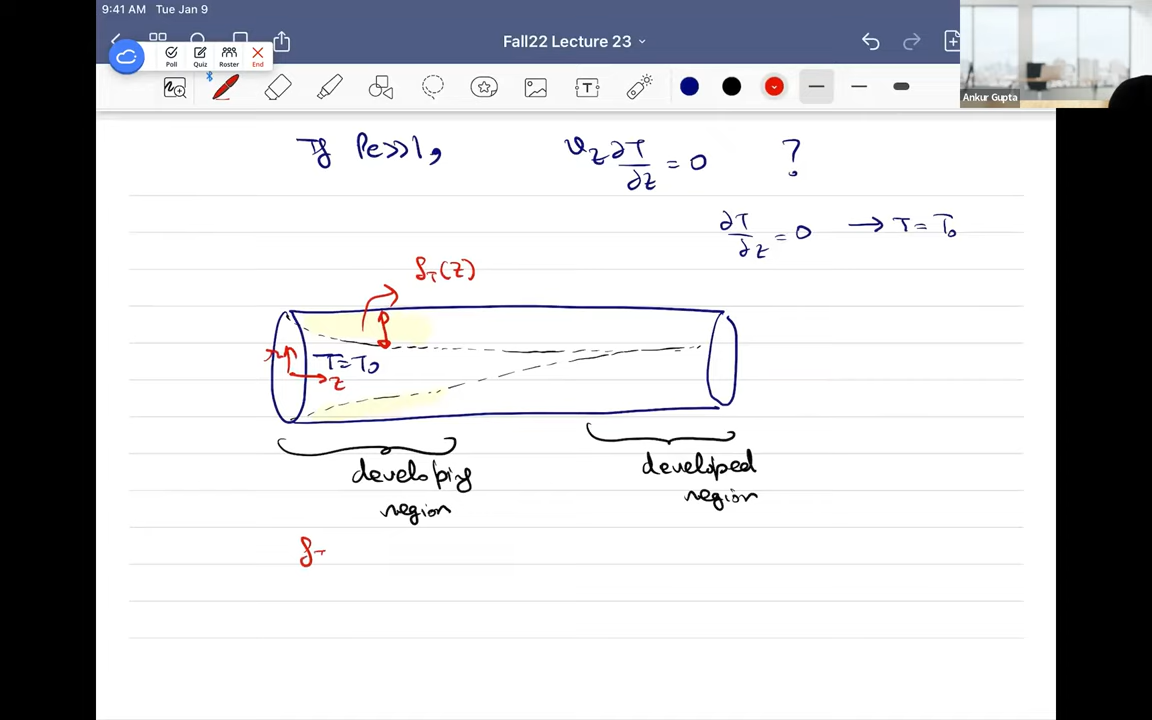 9:41 AM Tue Jan 9
Fall22 Lecture 23
Poll Quiz Roster End
Ankur Gupta
If Pe>>1, v_z ∂T/∂z = 0 ?
∂T/∂z = 0 → T = T₀
δ_T(z)
r
T=T₀
z
developing region
developed region
δ_T